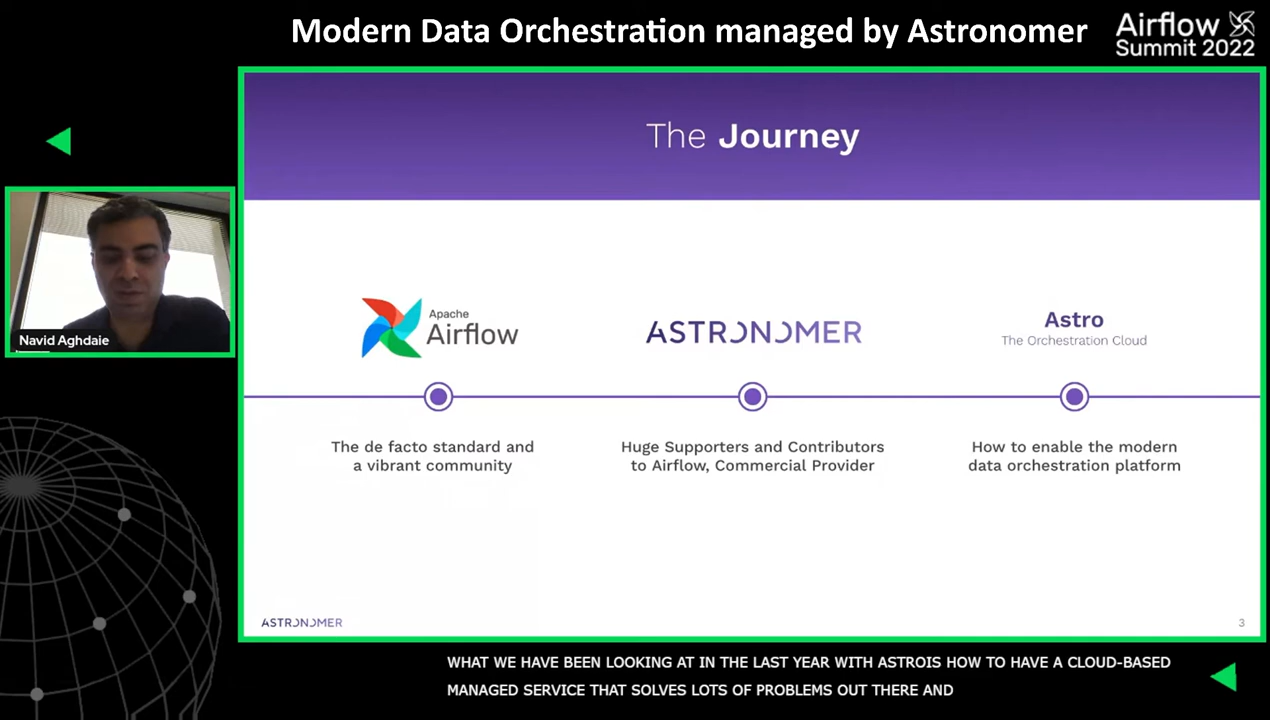 Modern Data Orchestration managed by Astronomer
Airflow
Summit 2022
The Journey
Navid Aghdaie
Apache
Airflow
ASTRONOMER
Astro
The Orchestration Cloud
The de facto standard and
a vibrant community
Huge Supporters and Contributors
to Airflow, Commercial Provider
How to enable the modern
data orchestration platform
ASTRONOMER
3
WHAT WE HAVE BEEN LOOKING AT IN THE LAST YEAR WITH ASTROIS HOW TO HAVE A CLOUD-BASED
MANAGED SERVICE THAT SOLVES LOTS OF PROBLEMS OUT THERE AND